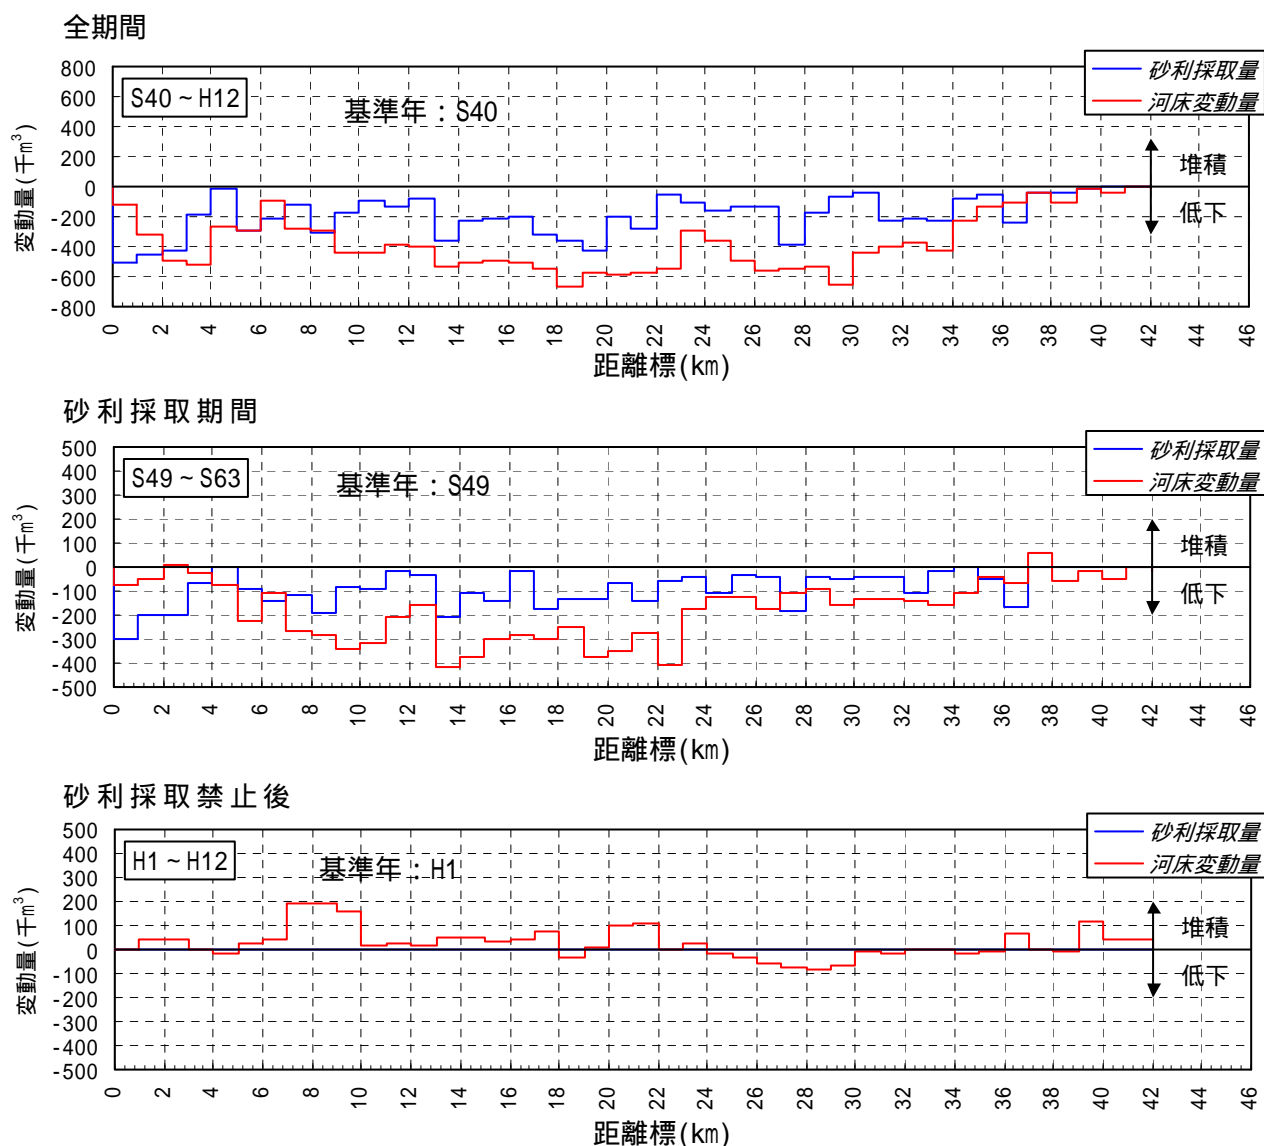 全期間
S40～H12
基準年：S40
砂利採取量
河床変動量
堆積
低下
変動量(千m³)
800
600
400
200
0
-200
-400
-600
-800
0 2 4 6 8 10 12 14 16 18 20 22 24 26 28 30 32 34 36 38 40 42 44 46
距離標(km)
砂利採取期間
S49～S63
基準年：S49
砂利採取量
河床変動量
堆積
低下
変動量(千m³)
500
400
300
200
100
0
-100
-200
-300
-400
-500
0 2 4 6 8 10 12 14 16 18 20 22 24 26 28 30 32 34 36 38 40 42 44 46
距離標(km)
砂利採取禁止後
H1～H12
基準年：H1
砂利採取量
河床変動量
堆積
低下
変動量(千m³)
500
400
300
200
100
0
-100
-200
-300
-400
-500
0 2 4 6 8 10 12 14 16 18 20 22 24 26 28 30 32 34 36 38 40 42 44 46
距離標(km)